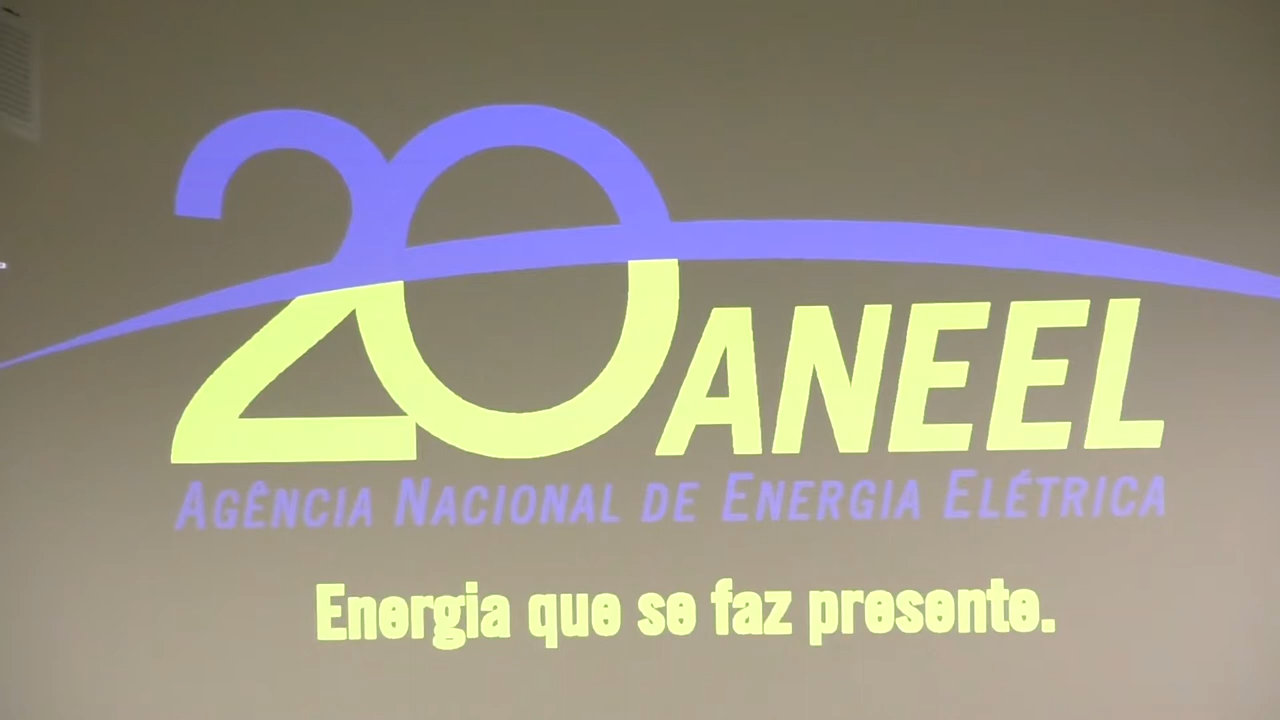 20 ANEEL
AGÊNCIA NACIONAL DE ENERGIA ELÉTRICA
Energia que se faz presente.